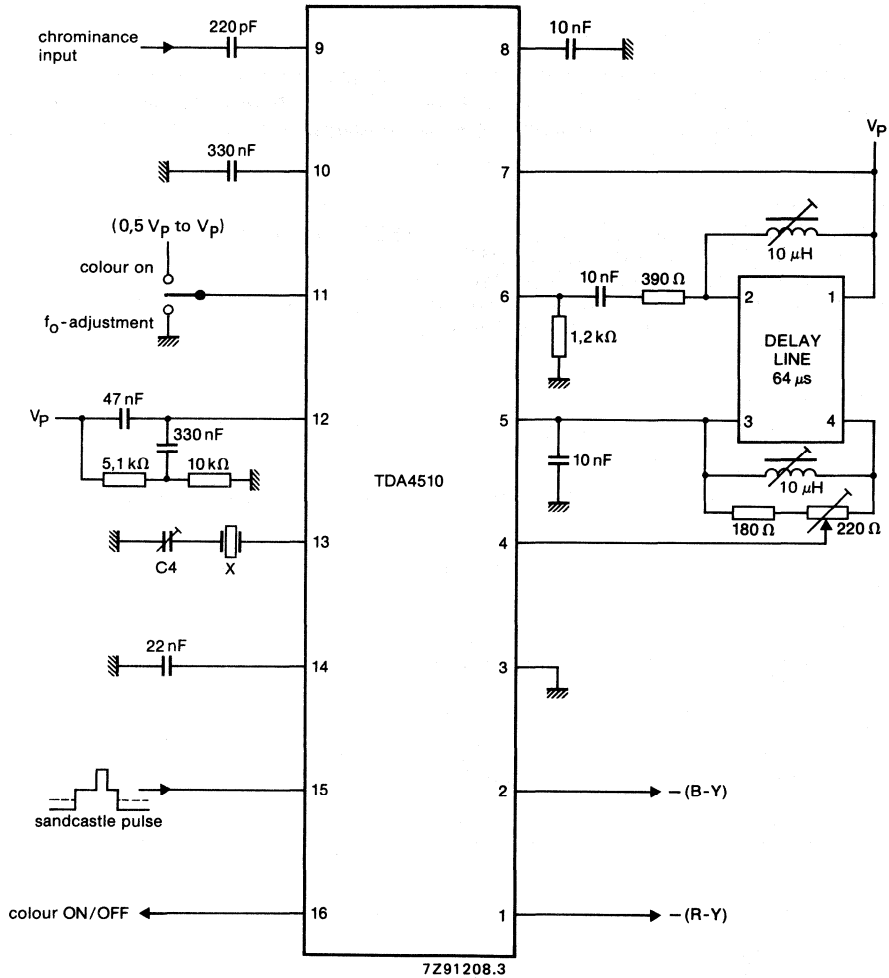 chrominance
input
220 pF
9
8
10 nF
330 nF
10
7
V_P
(0,5 V_P to V_P)
colour on
11
f_o-adjustment
10 µH
10 nF
390 Ω
6
2
1
1,2 kΩ
DELAY
LINE
64 µs
V_P
47 nF
12
330 nF
5,1 kΩ
10 kΩ
5
3
4
10 nF
10 µH
180 Ω
220 Ω
TDA4510
13
C4
X
4
22 nF
14
3
15
sandcastle pulse
2
–(B-Y)
colour ON/OFF
16
1
–(R-Y)
7Z91208.3